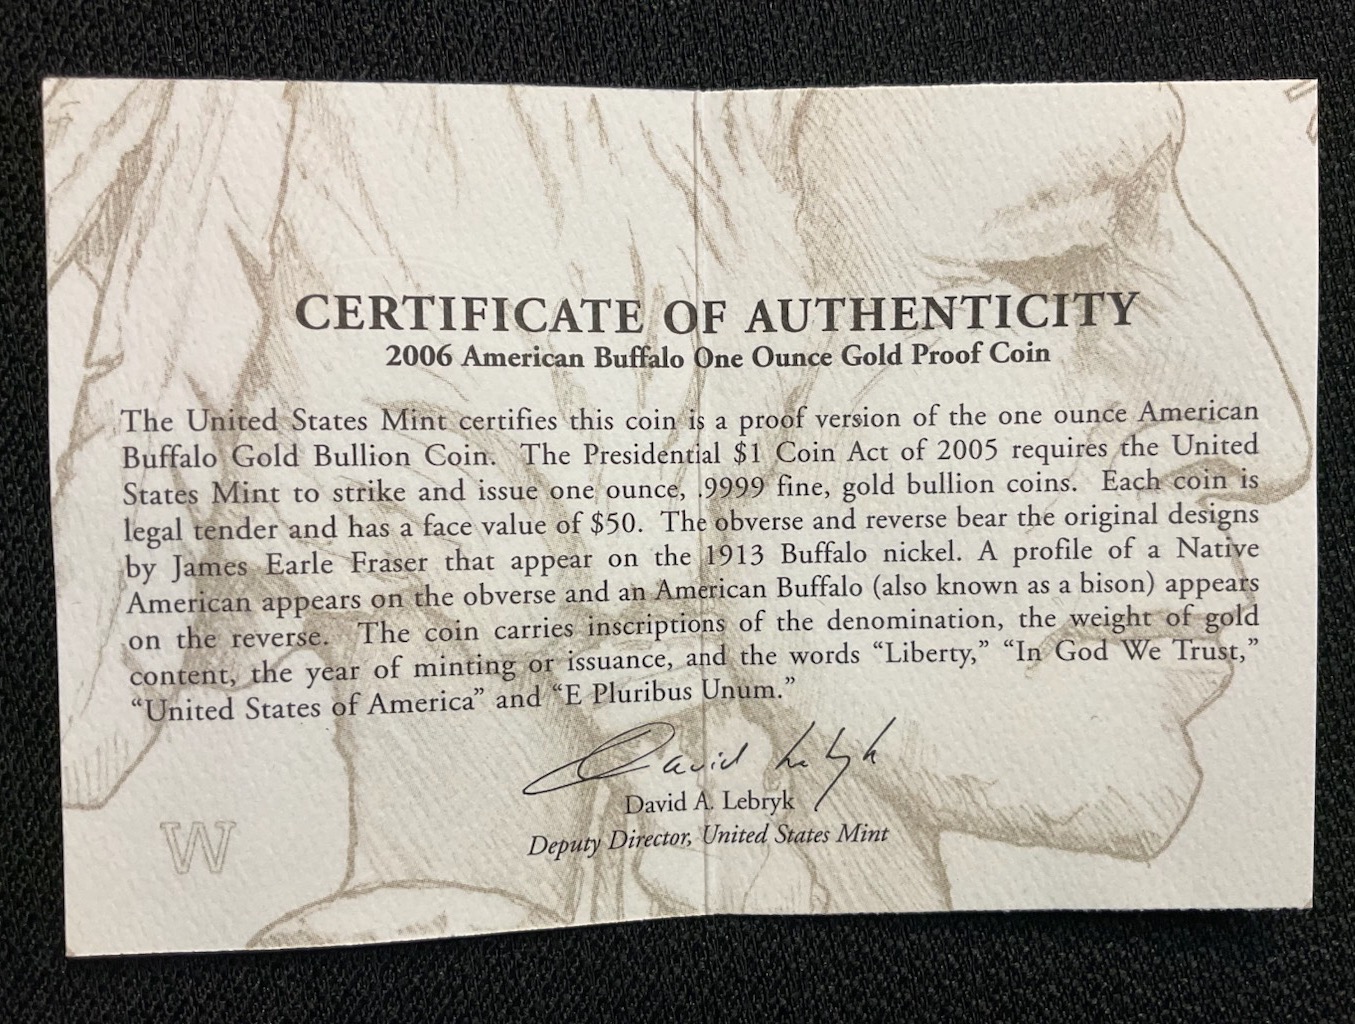 CERTIFICATE OF AUTHENTICITY
2006 American Buffalo One Ounce Gold Proof Coin
The United States Mint certifies this coin is a proof version of the one ounce American
Buffalo Gold Bullion Coin. The Presidential $1 Coin Act of 2005 requires the United
States Mint to strike and issue one ounce, .9999 fine, gold bullion coins. Each coin is
legal tender and has a face value of $50. The obverse and reverse bear the original designs
by James Earle Fraser that appear on the 1913 Buffalo nickel. A profile of a Native
American appears on the obverse and an American Buffalo (also known as a bison) appears
on the reverse. The coin carries inscriptions of the denomination, the weight of gold
content, the year of minting or issuance, and the words “Liberty,” “In God We Trust,”
“United States of America” and “E Pluribus Unum.”
David Lebryk
David A. Lebryk
Deputy Director, United States Mint
W